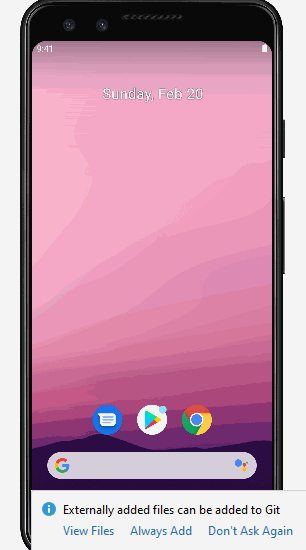 9:41
Sunday, Feb 20
Externally added files can be added to Git
View Files Always Add Don't Ask Again